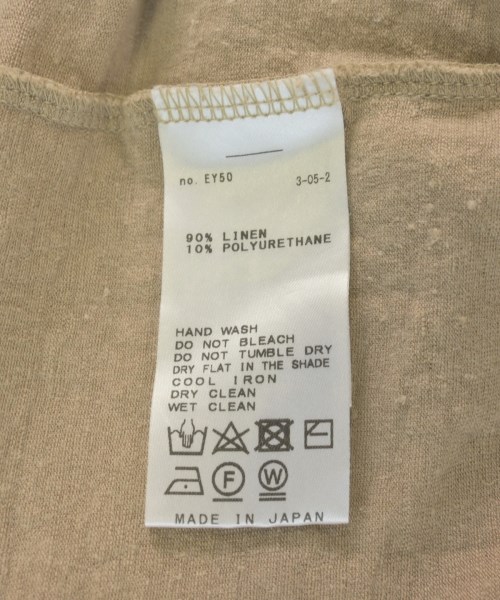 no. EY50 3-05-2
90% LINEN
10% POLYURETHANE
HAND WASH
DO NOT BLEACH
DO NOT TUMBLE DRY
DRY FLAT IN THE SHADE
COOL IRON
DRY CLEAN
WET CLEAN
F W
MADE IN JAPAN